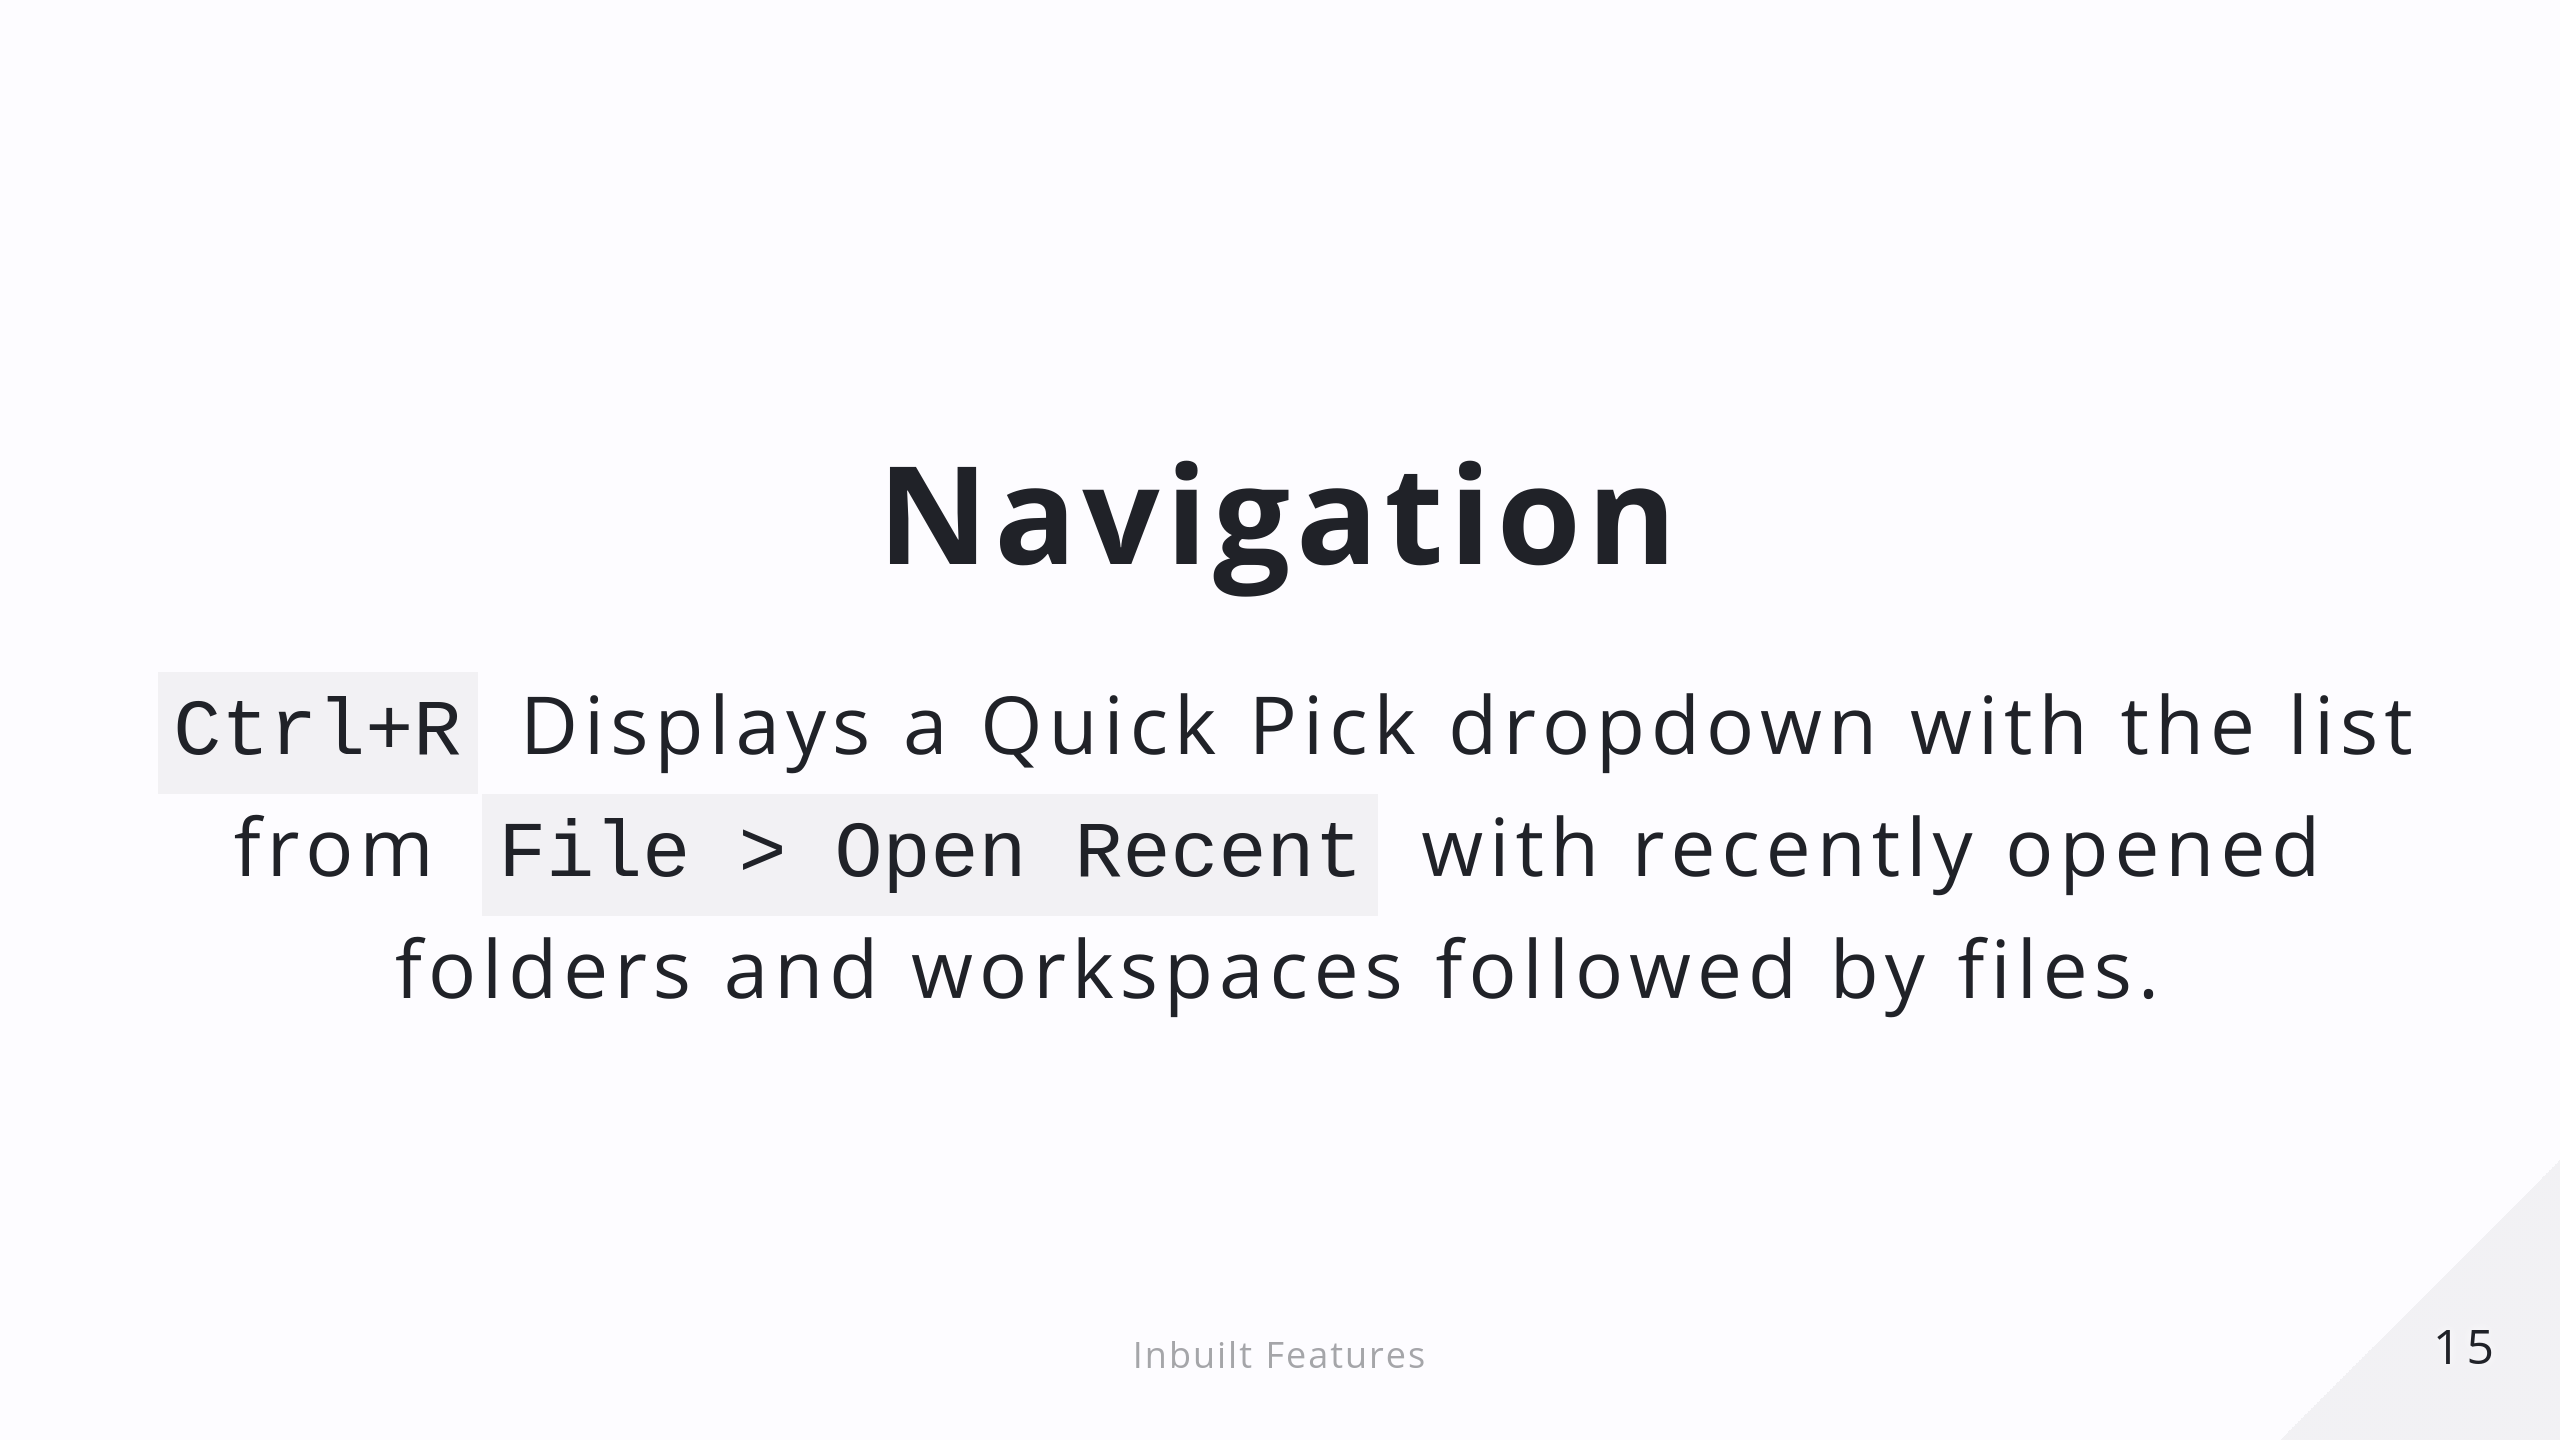 Navigation
Ctrl+R Displays a Quick Pick dropdown with the list
from File > Open Recent with recently opened
folders and workspaces followed by files.
Inbuilt Features
15